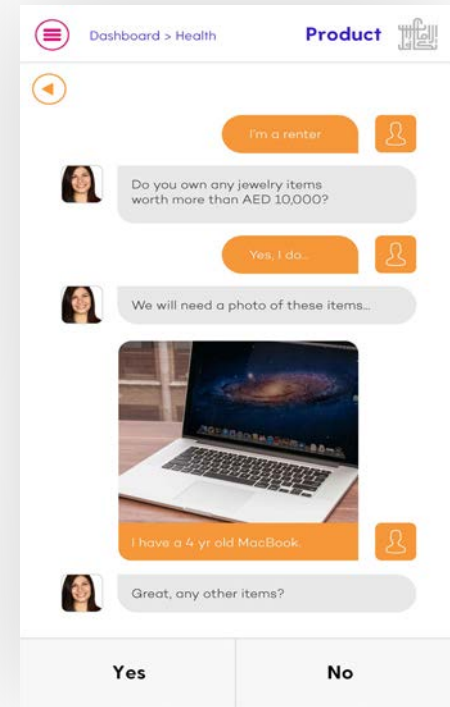 Dashboard > Health
Product
I'm a renter
Do you own any jewelry items
worth more than AED 10,000?
Yes, I do...
We will need a photo of these items...
I have a 4 yr old MacBook.
Great, any other items?
Yes
No